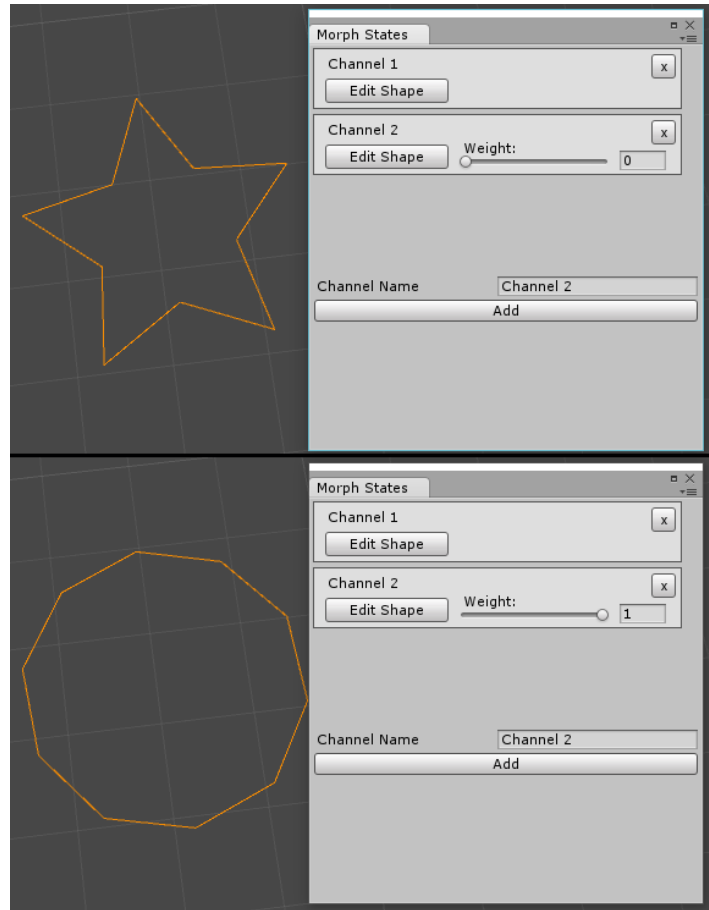 Morph States
Channel 1
x
Edit Shape
Channel 2
x
Edit Shape
Weight:
0
Channel Name
Channel 2
Add
Morph States
Channel 1
x
Edit Shape
Channel 2
x
Edit Shape
Weight:
1
Channel Name
Channel 2
Add